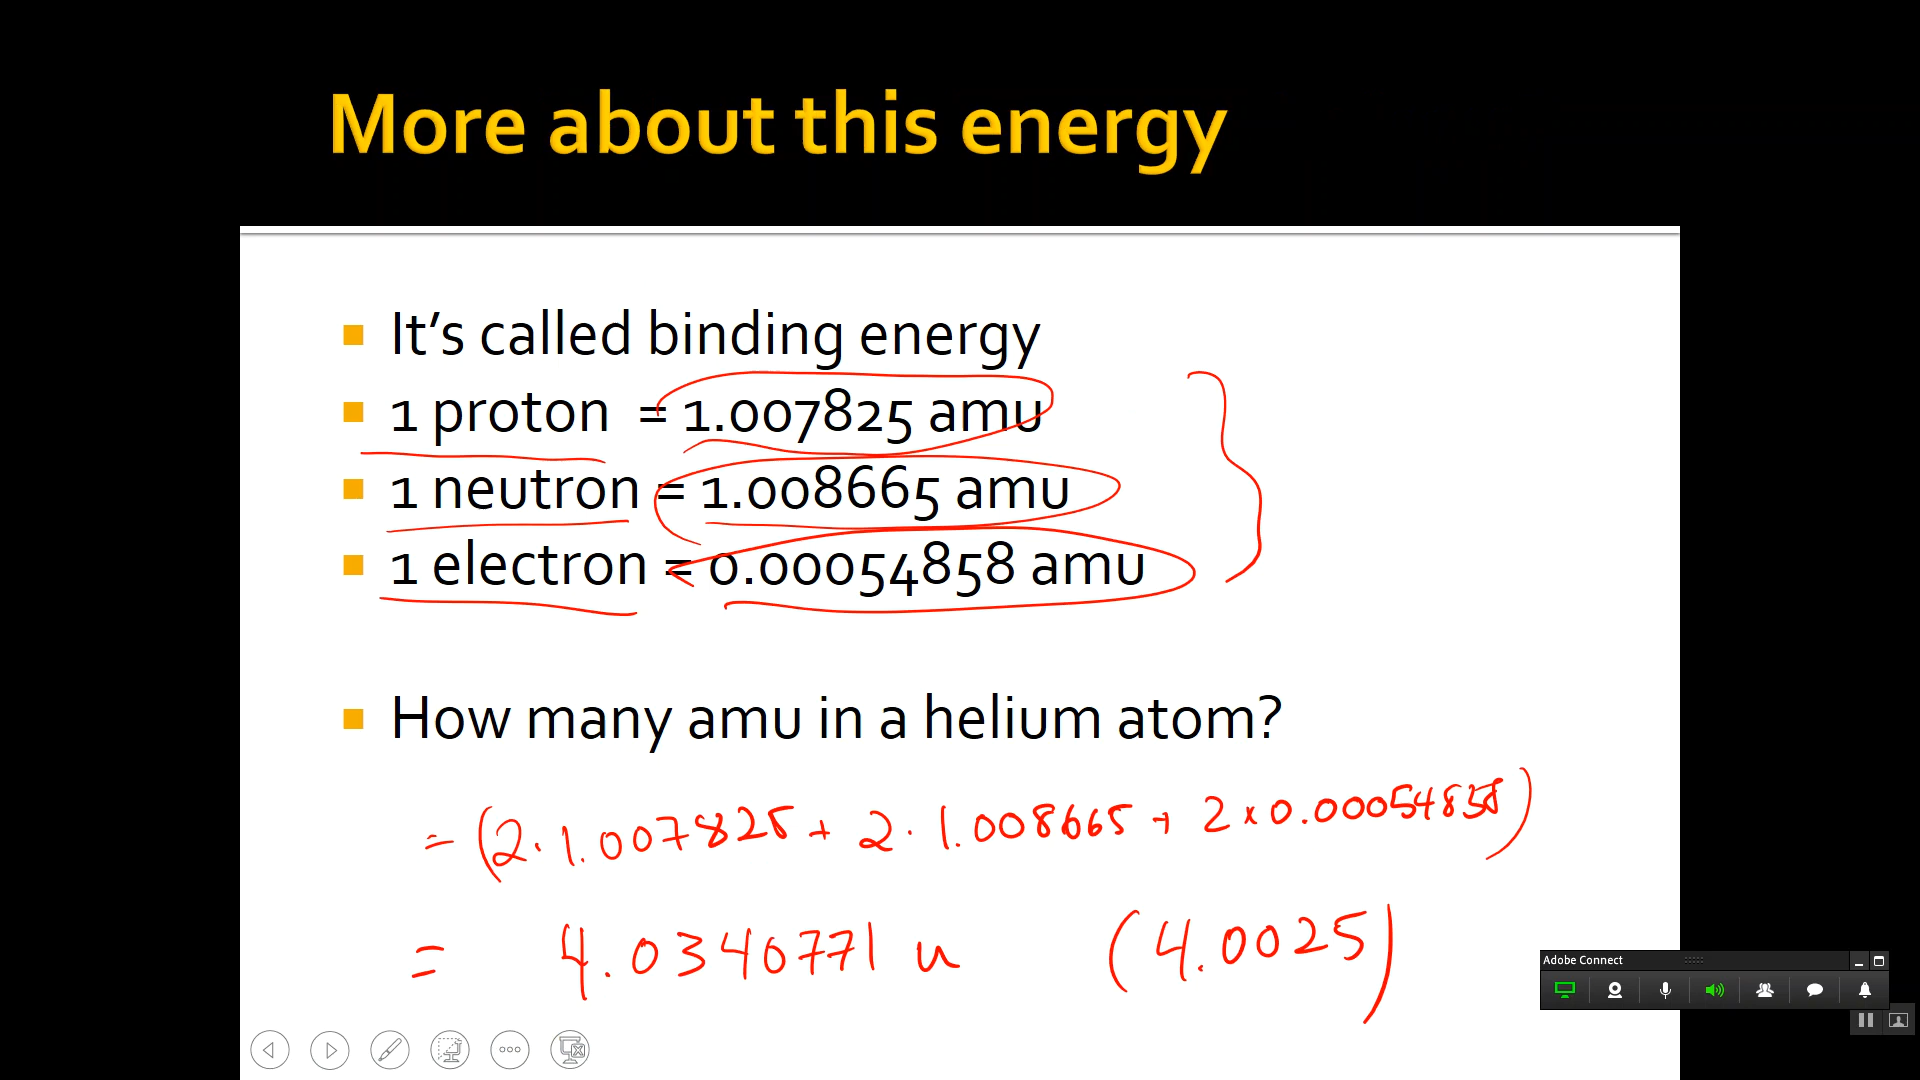 More about this energy
It’s called binding energy
1 proton = 1.007825 amu
1 neutron = 1.008665 amu
1 electron = 0.00054858 amu
How many amu in a helium atom?
= (2 · 1.007825 + 2 · 1.008665 + 2 × 0.00054858)
= 4.0340771 u (4.0025)
Adobe Connect